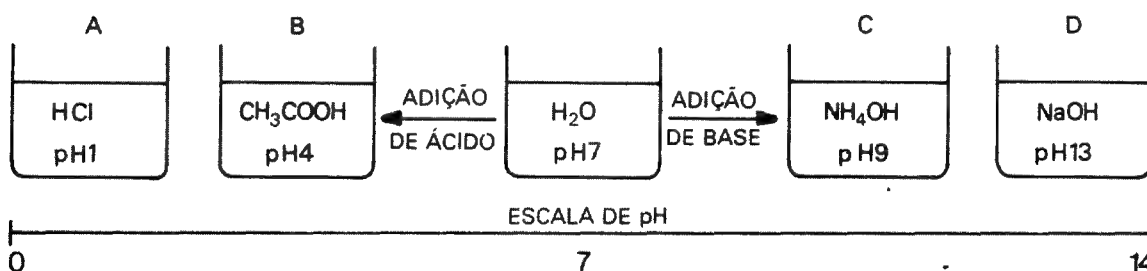 A B C D
HCl CH₃COOH ADIÇÃO DE ÁCIDO H₂O ADIÇÃO DE BASE NH₄OH NaOH
pH1 pH4 pH7 pH9 pH13
ESCALA DE pH
0 7 14